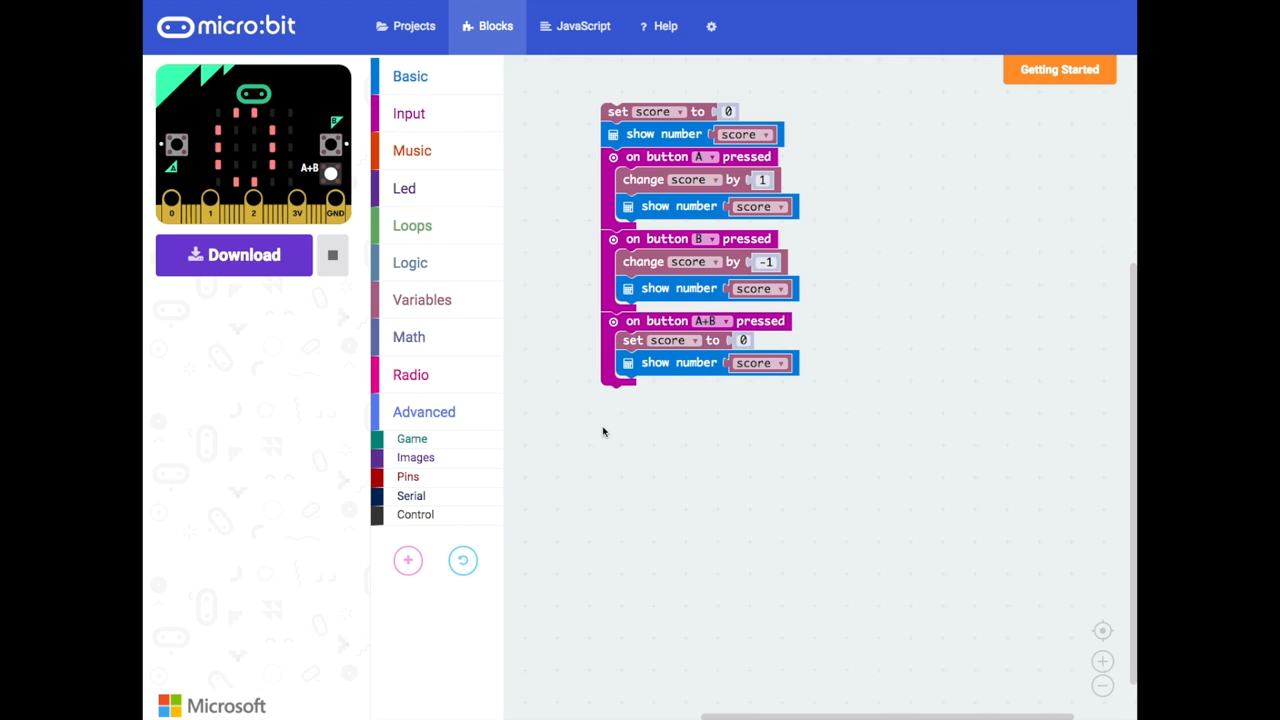 micro:bit
Projects
Blocks
JavaScript
? Help
Getting Started
B
A
A+B
0 1 2 3V GND
Download
Basic
Input
Music
Led
Loops
Logic
Variables
Math
Radio
Advanced
Game
Images
Pins
Serial
Control
set score to 0
show number score
on button A pressed
change score by 1
show number score
on button B pressed
change score by -1
show number score
on button A+B pressed
set score to 0
show number score
Microsoft